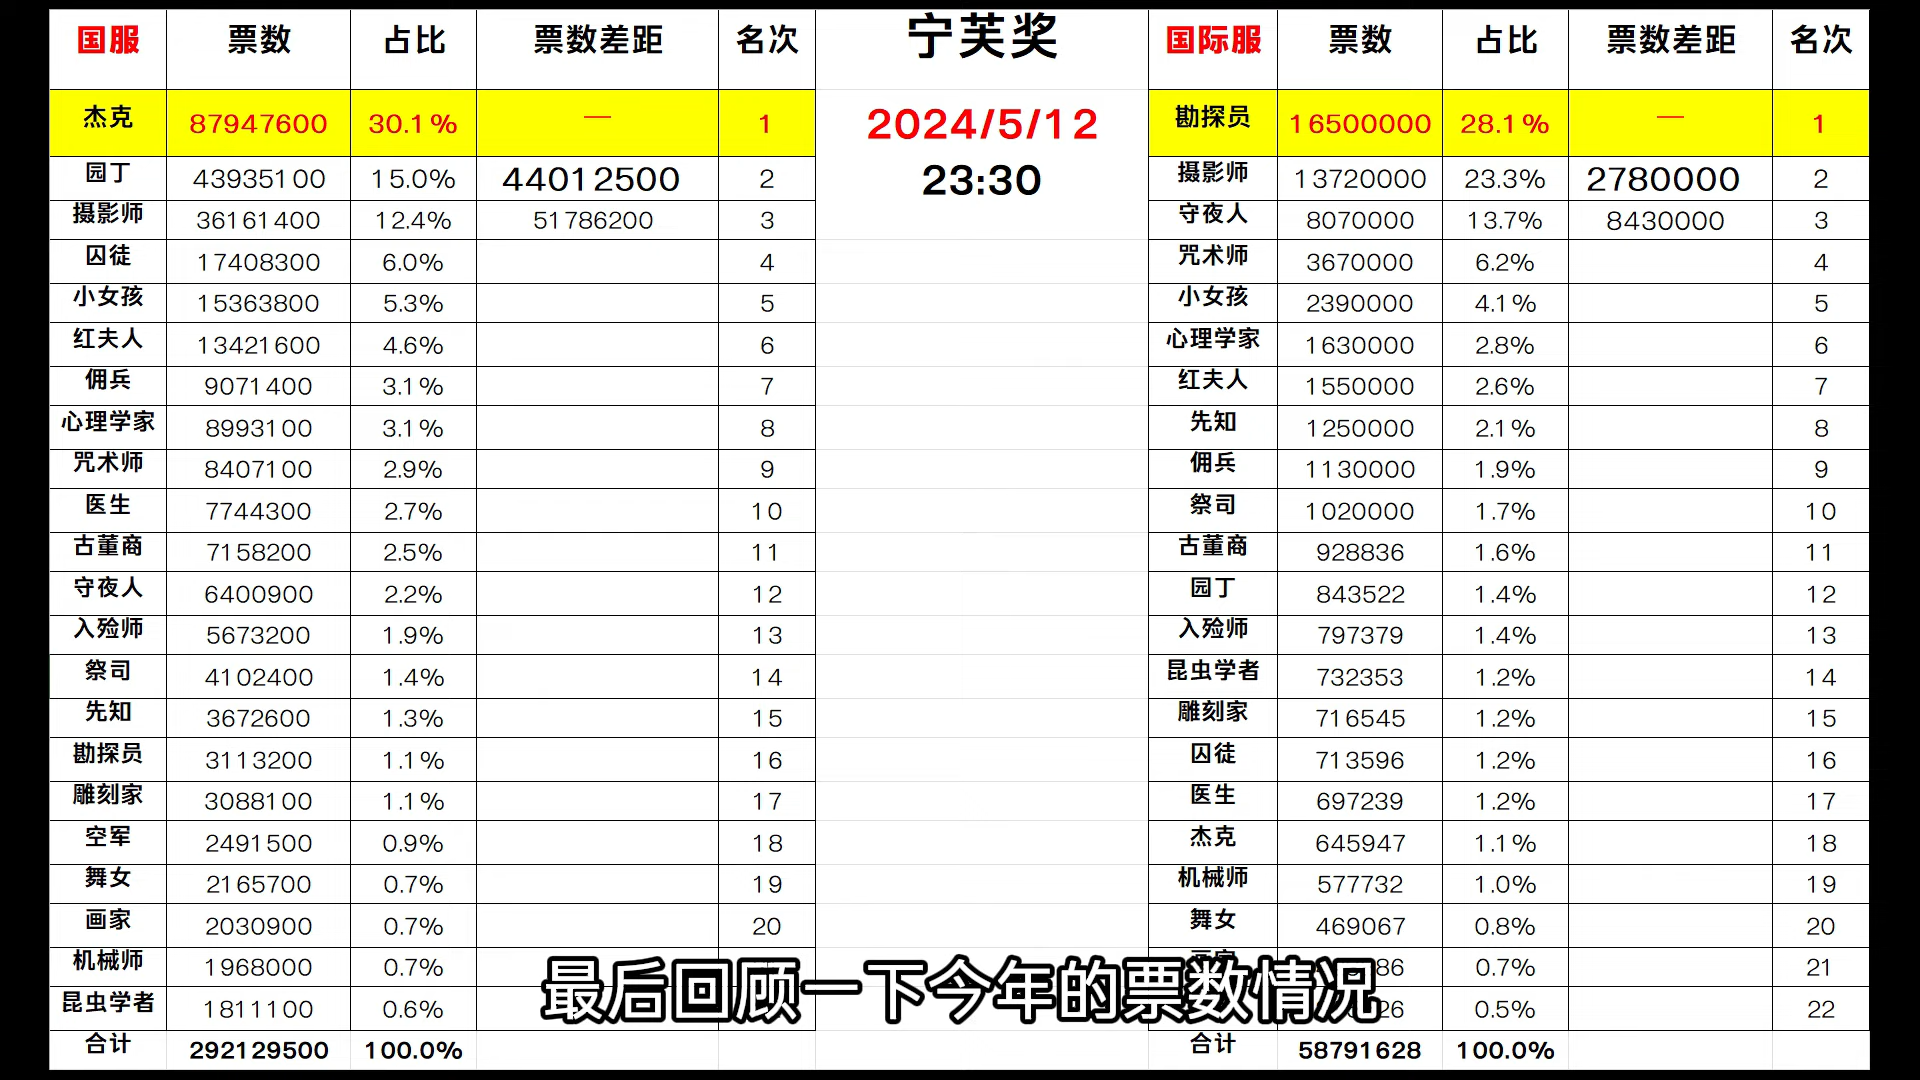 国服 票数 占比 票数差距 名次 宁芙奖 国际服 票数 占比 票数差距 名次
杰克 87947600 30.1% — 1 2024/5/12 勘探员 16500000 28.1% — 1
园丁 43935100 15.0% 44012500 2 23:30 摄影师 13720000 23.3% 2780000 2
摄影师 36161400 12.4% 51786200 3 守夜人 8070000 13.7% 8430000 3
囚徒 17408300 6.0% 4 咒术师 3670000 6.2% 4
小女孩 15363800 5.3% 5 小女孩 2390000 4.1% 5
红夫人 13421600 4.6% 6 心理学家 1630000 2.8% 6
佣兵 9071400 3.1% 7 红夫人 1550000 2.6% 7
心理学家 8993100 3.1% 8 先知 1250000 2.1% 8
咒术师 8407100 2.9% 9 佣兵 1130000 1.9% 9
医生 7744300 2.7% 10 祭司 1020000 1.7% 10
古董商 7158200 2.5% 11 古董商 928836 1.6% 11
守夜人 6400900 2.2% 12 园丁 843522 1.4% 12
入殓师 5673200 1.9% 13 入殓师 797379 1.4% 13
祭司 4102400 1.4% 14 昆虫学者 732353 1.2% 14
先知 3672600 1.3% 15 雕刻家 716545 1.2% 15
勘探员 3113200 1.1% 16 囚徒 713596 1.2% 16
雕刻家 3088100 1.1% 17 医生 697239 1.2% 17
空军 2491500 0.9% 18 杰克 645947 1.1% 18
舞女 2165700 0.7% 19 机械师 577732 1.0% 19
画家 2030900 0.7% 20 舞女 469067 0.8% 20
机械师 1968000 0.7% 0.7% 21
昆虫学者 1811100 0.6% 0.5% 22
最后回顾一下今年的票数情况
合计 292129500 100.0% 合计 58791628 100.0%